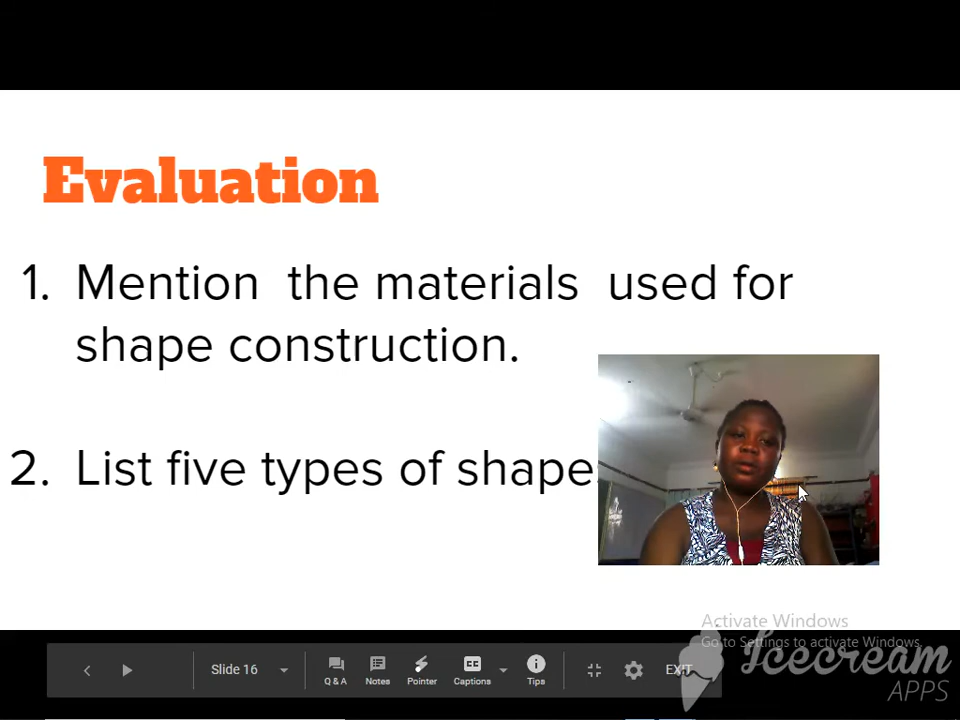 Evaluation
1. Mention the materials used for
shape construction.
2. List five types of shape
Activate Windows
Go to Settings to activate Windows.
Slide 16
Q & A
Notes
Pointer
CC
Captions
Tips
EXIT
Icecream
APPS